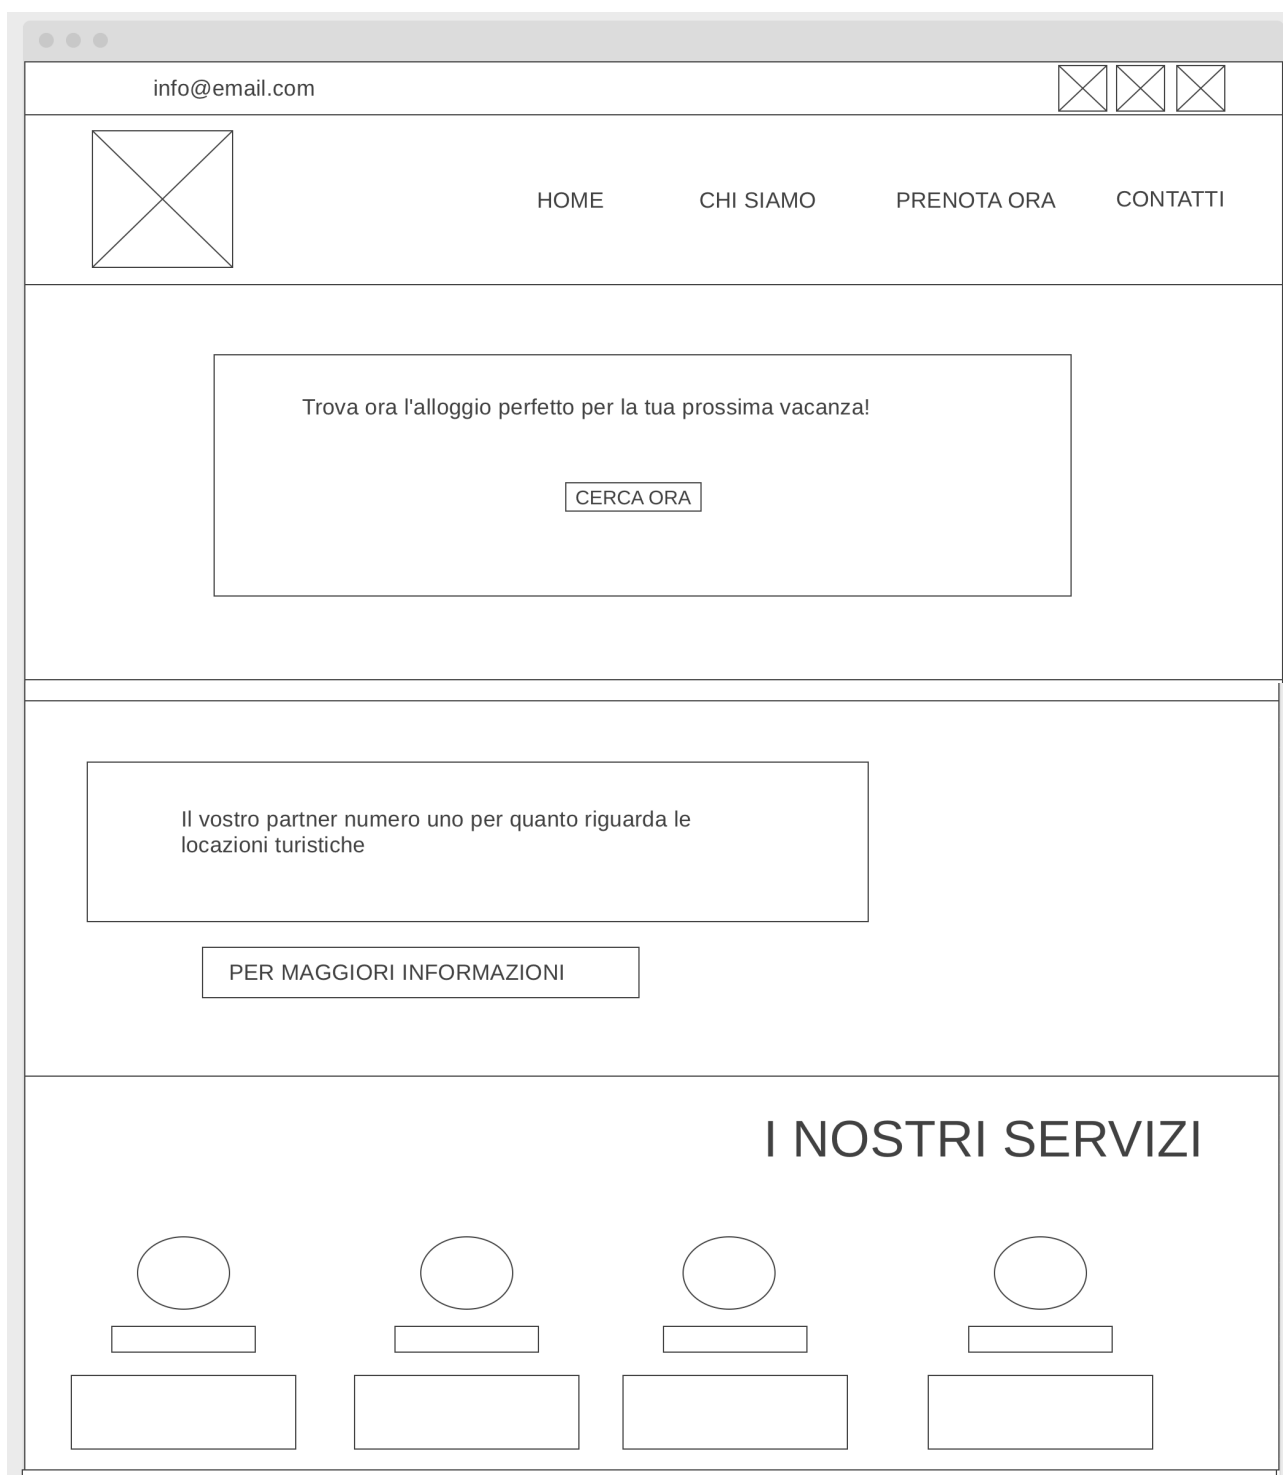 info@email.com
HOME CHI SIAMO PRENOTA ORA CONTATTI
Trova ora l'alloggio perfetto per la tua prossima vacanza!
CERCA ORA
Il vostro partner numero uno per quanto riguarda le
locazioni turistiche
PER MAGGIORI INFORMAZIONI
I NOSTRI SERVIZI